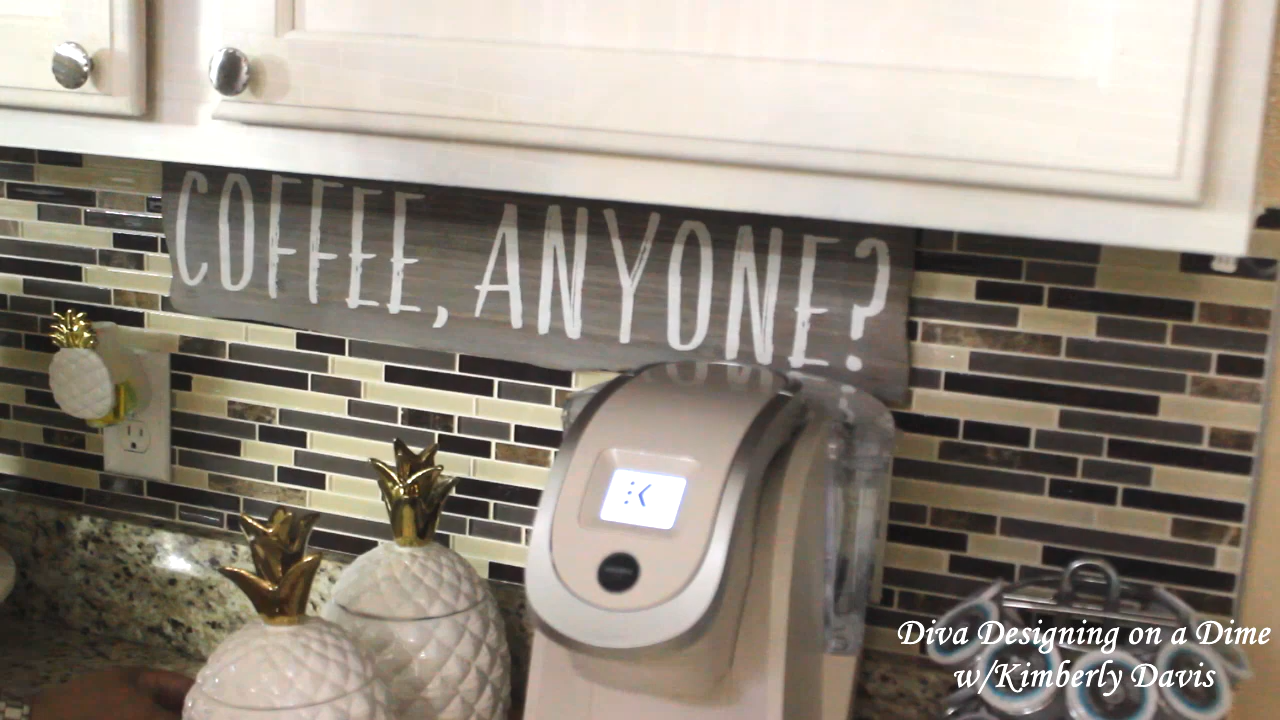 COFFEE, ANYONE?
K
Diva Designing on a Dime
w/Kimberly Davis